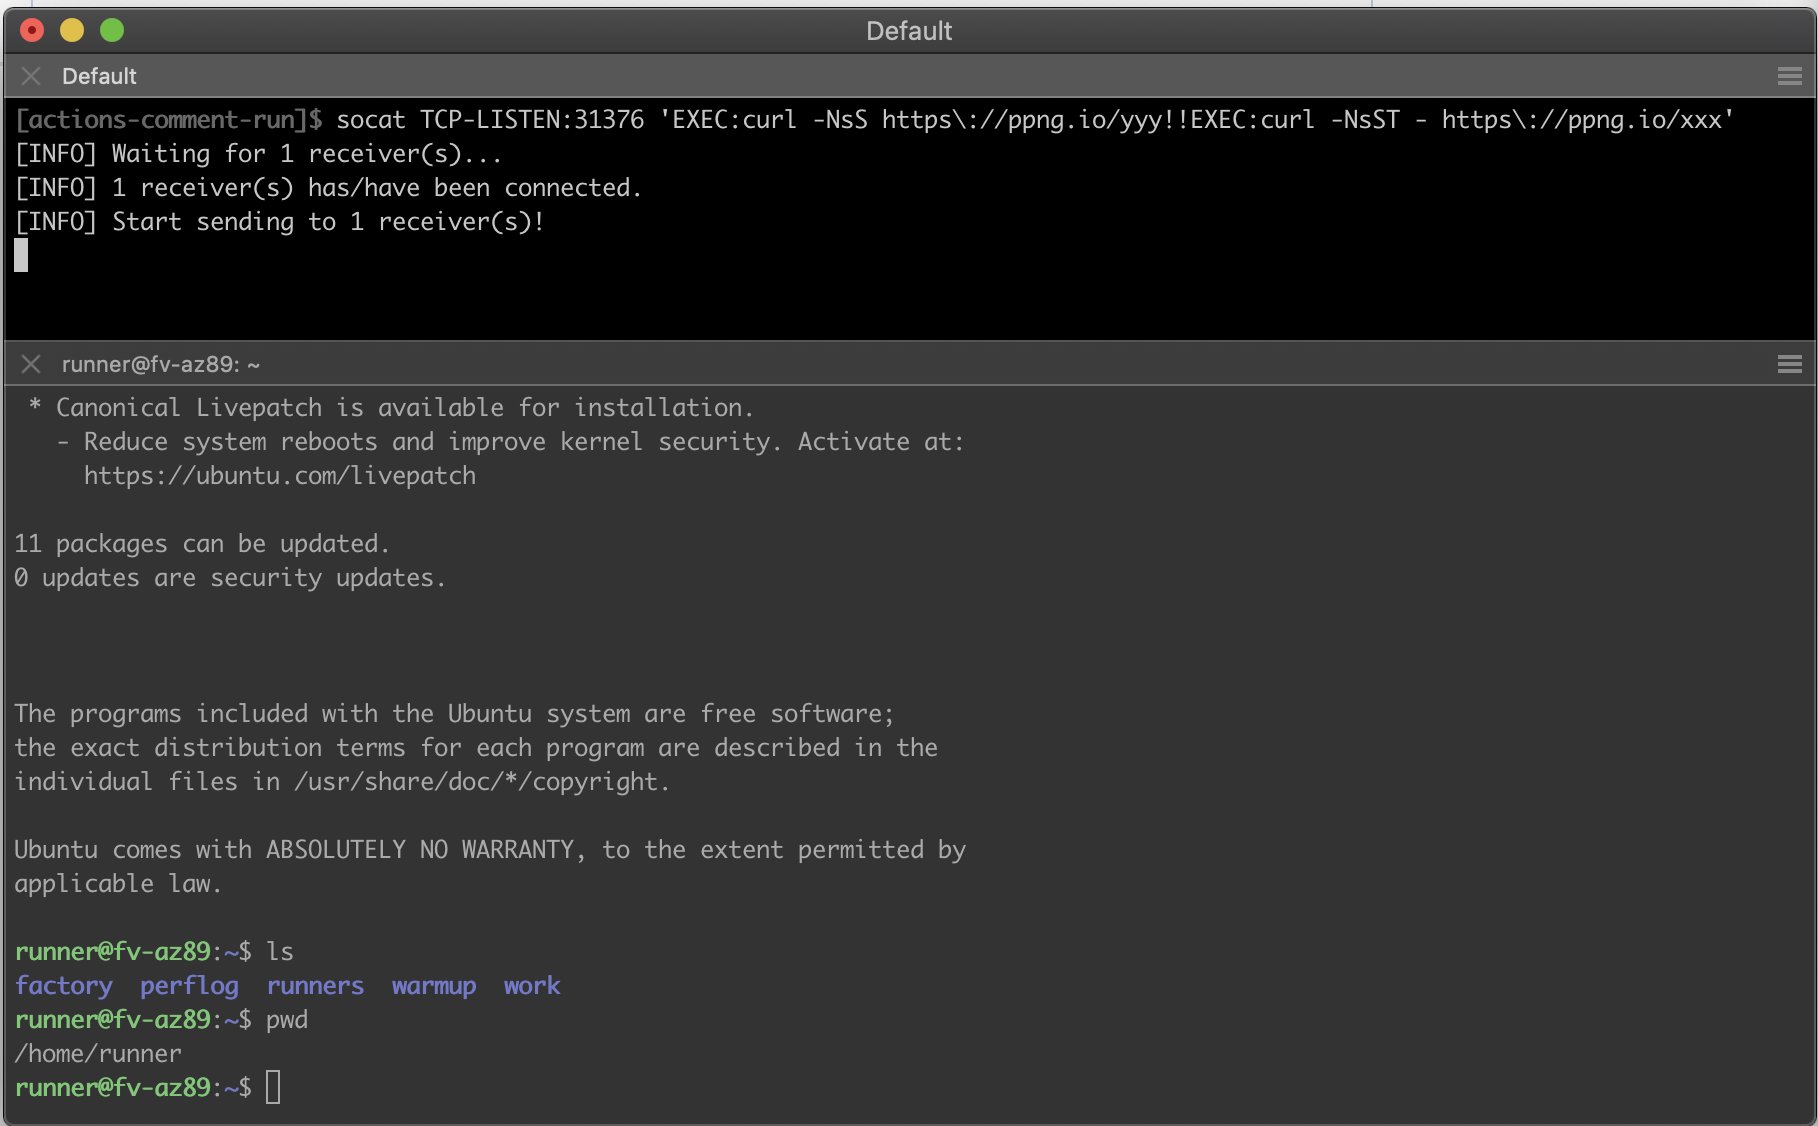 Default
Default
[actions-comment-run]$ socat TCP-LISTEN:31376 'EXEC:curl -NsS https\://ppng.io/yyy!!EXEC:curl -NsST - https\://ppng.io/xxx'
[INFO] Waiting for 1 receiver(s)...
[INFO] 1 receiver(s) has/have been connected.
[INFO] Start sending to 1 receiver(s)!
runner@fv-az89: ~
 * Canonical Livepatch is available for installation.
   - Reduce system reboots and improve kernel security. Activate at:
     https://ubuntu.com/livepatch
11 packages can be updated.
0 updates are security updates.
The programs included with the Ubuntu system are free software;
the exact distribution terms for each program are described in the
individual files in /usr/share/doc/*/copyright.
Ubuntu comes with ABSOLUTELY NO WARRANTY, to the extent permitted by
applicable law.
runner@fv-az89:~$ ls
factory  perflog  runners  warmup  work
runner@fv-az89:~$ pwd
/home/runner
runner@fv-az89:~$